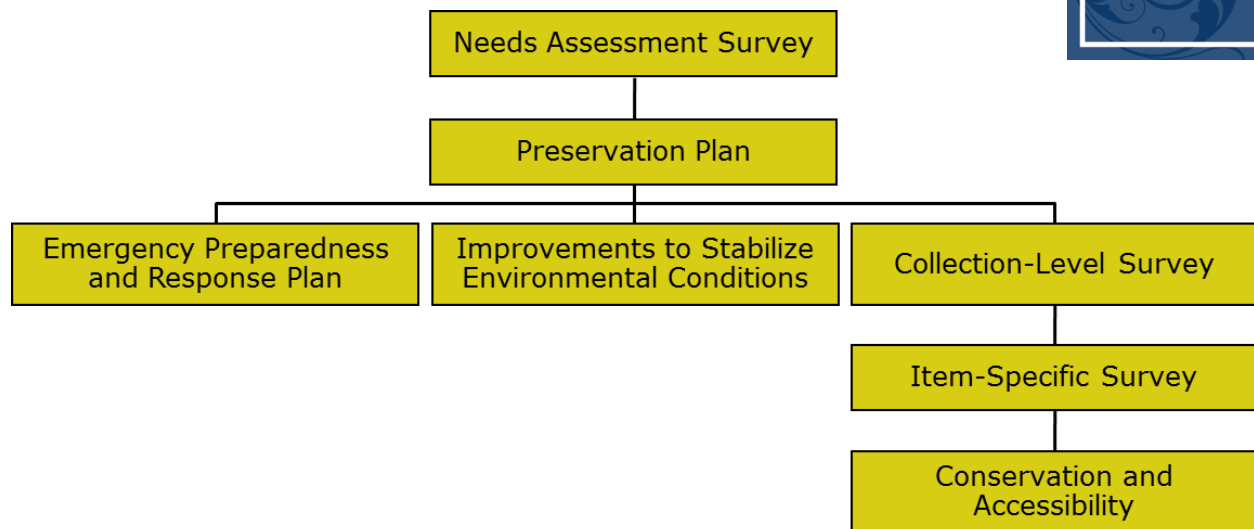 Needs Assessment Survey
Preservation Plan
Emergency Preparedness
and Response Plan
Improvements to Stabilize
Environmental Conditions
Collection-Level Survey
Item-Specific Survey
Conservation and
Accessibility